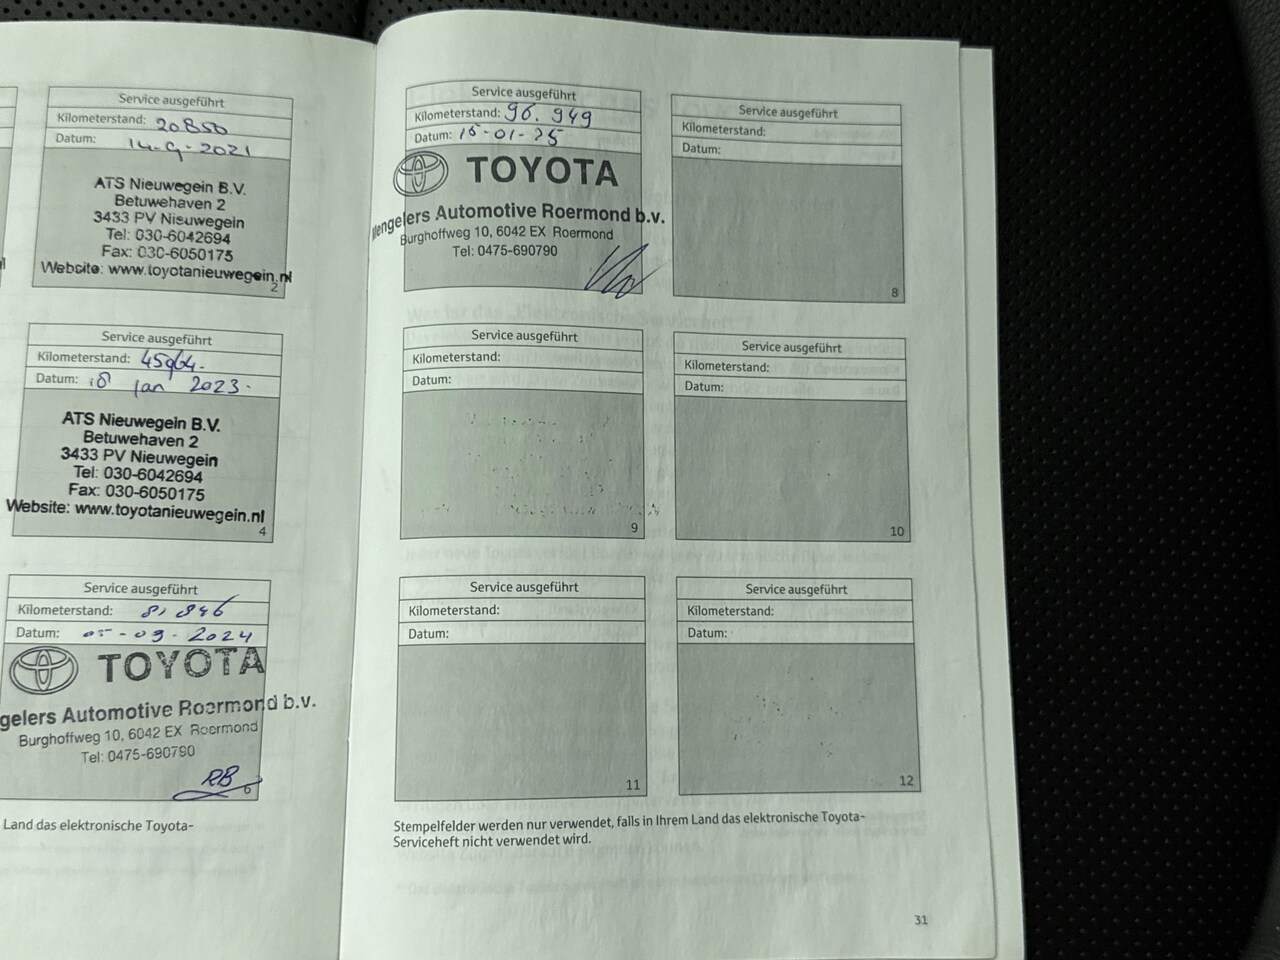 Service ausgeführt
Kilometerstand: 20850
Datum: 14-9-2021
ATS Nieuwegein B.V.
Betuwehaven 2
3433 PV Nieuwegein
Tel: 030-6042694
Fax: 030-6050175
Website: www.toyotanieuwegein.nl
2
Service ausgeführt
Kilometerstand: 45964.
Datum: 18 jan 2023.
ATS Nieuwegein B.V.
Betuwehaven 2
3433 PV Nieuwegein
Tel: 030-6042694
Fax: 030-6050175
Website: www.toyotanieuwegein.nl
4
Service ausgeführt
Kilometerstand: 81 846
Datum: 05-09-2024
TOYOTA
gelers Automotive Roermond b.v.
Burghoffweg 10, 6042 EX Roermond
Tel: 0475-690790
RB
6
Land das elektronische Toyota-
Service ausgeführt
Kilometerstand: 96.949
Datum: 15-01-25
TOYOTA
Mengelers Automotive Roermond b.v.
Burghoffweg 10, 6042 EX Roermond
Tel: 0475-690790
Service ausgeführt
Kilometerstand:
Datum:
8
Service ausgeführt
Kilometerstand:
Datum:
9
Service ausgeführt
Kilometerstand:
Datum:
10
Service ausgeführt
Kilometerstand:
Datum:
11
Service ausgeführt
Kilometerstand:
Datum:
12
Stempelfelder werden nur verwendet, falls in Ihrem Land das elektronische Toyota-
Serviceheft nicht verwendet wird.
31